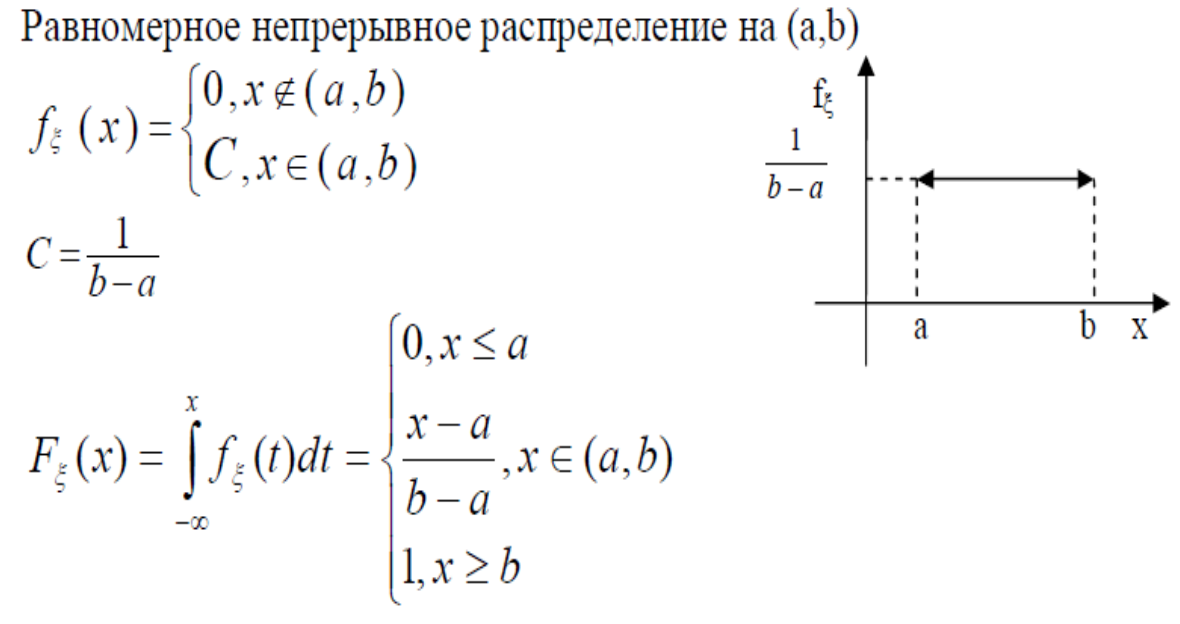 Равномерное непрерывное распределение на (a,b)
f_ξ (x) = { 0, x ∉ (a, b)
C, x ∈ (a, b)
C = 1/(b − a)
F_ξ (x) = ∫_{−∞}^{x} f_ξ (t)dt = { 0, x ≤ a
(x − a)/(b − a), x ∈ (a, b)
1, x ≥ b
f_ξ
1/(b − a)
a b x